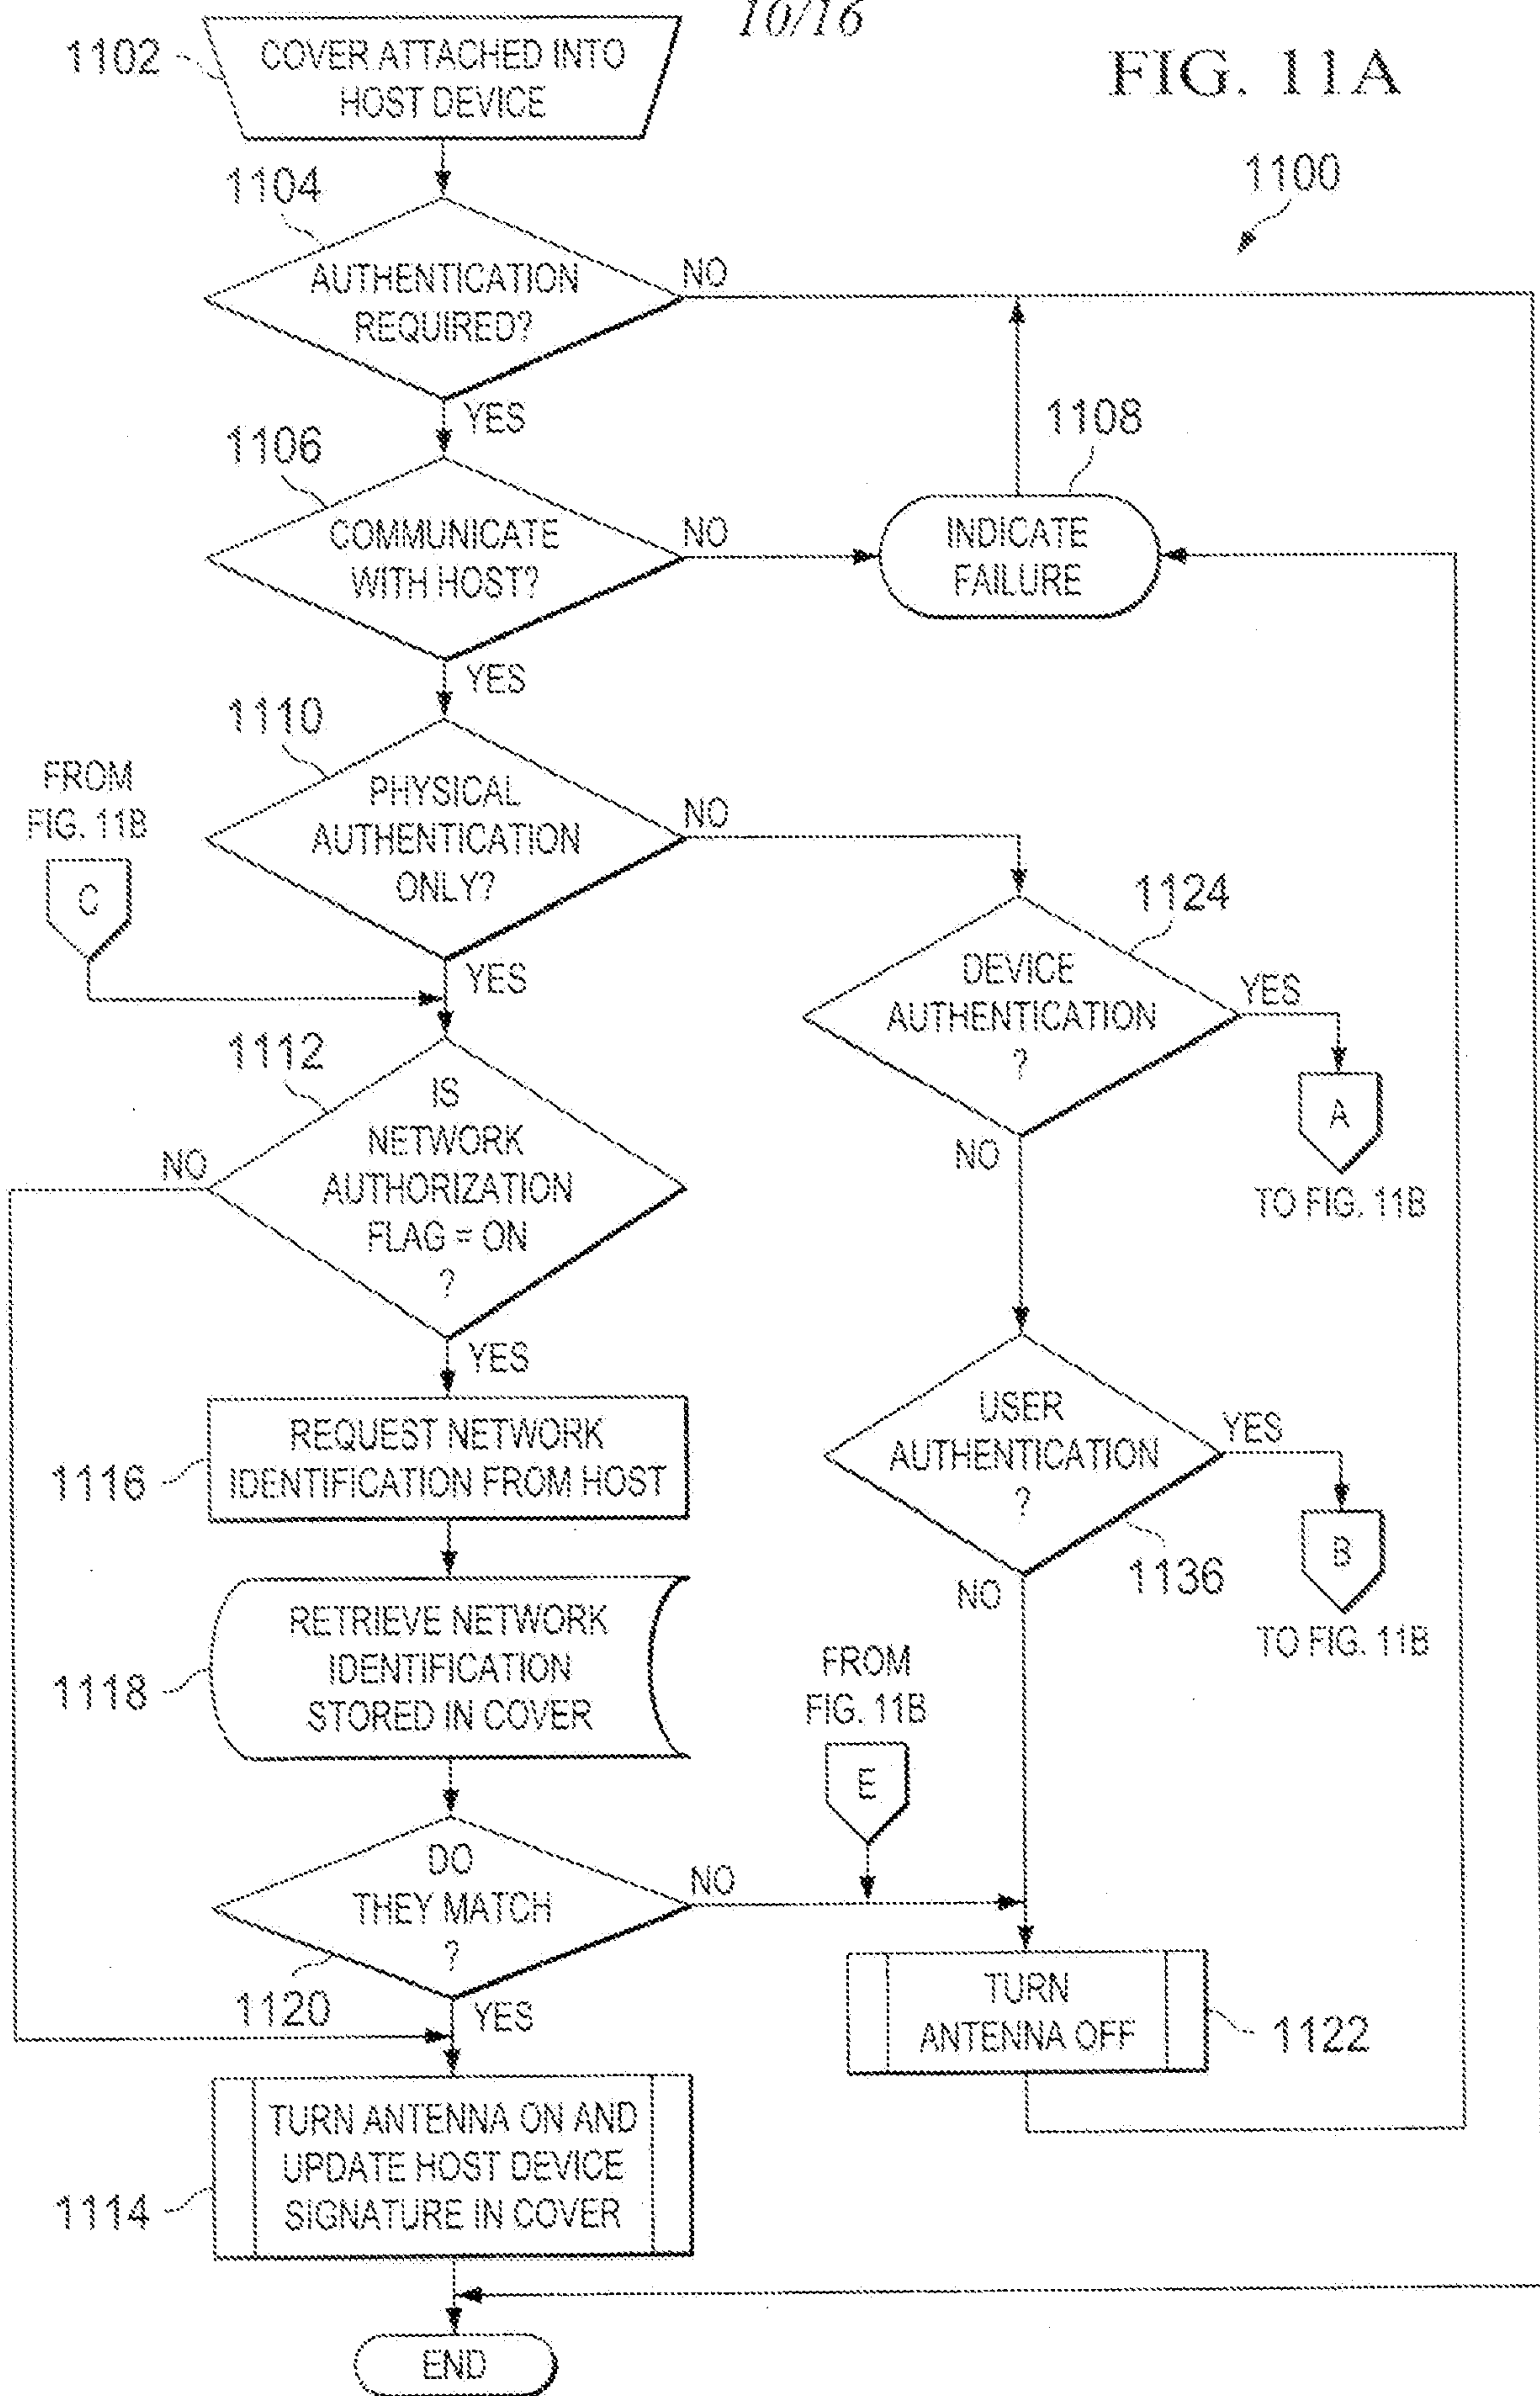 10/16
FIG. 11A
1100
1102
COVER ATTACHED INTO
HOST DEVICE
1104
AUTHENTICATION
REQUIRED?
NO
YES
1106
COMMUNICATE
WITH HOST?
NO
YES
1108
INDICATE
FAILURE
1110
PHYSICAL
AUTHENTICATION
ONLY?
NO
YES
FROM
FIG. 11B
C
1124
DEVICE
AUTHENTICATION
?
YES
NO
A
TO FIG. 11B
1112
IS
NETWORK
AUTHORIZATION
FLAG = ON
?
NO
YES
1116
REQUEST NETWORK
IDENTIFICATION FROM HOST
USER
AUTHENTICATION
?
YES
NO
1136
B
TO FIG. 11B
1118
RETRIEVE NETWORK
IDENTIFICATION
STORED IN COVER
FROM
FIG. 11B
E
DO
THEY MATCH
?
NO
YES
1120
TURN
ANTENNA OFF
1122
1114
TURN ANTENNA ON AND
UPDATE HOST DEVICE
SIGNATURE IN COVER
END